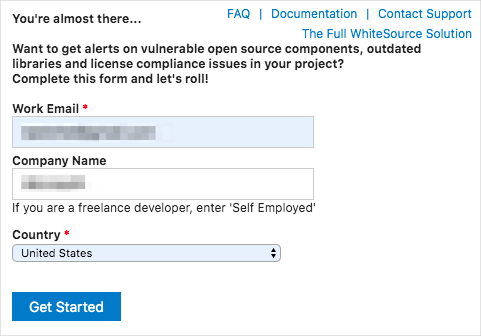 You're almost there...
FAQ | Documentation | Contact Support
The Full WhiteSource Solution
Want to get alerts on vulnerable open source components, outdated
libraries and license compliance issues in your project?
Complete this form and let's roll!
Work Email *
Company Name
If you are a freelance developer, enter 'Self Employed'
Country *
United States
Get Started